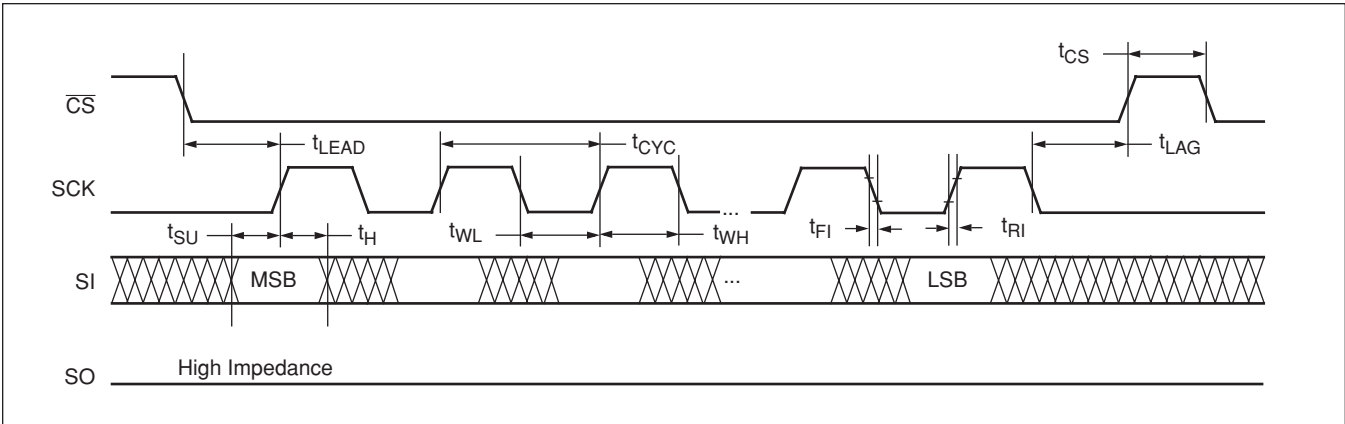 tCS
CS
tLEAD
tCYC
tLAG
SCK
...
tSU
tH
tWL
tWH
tFI
tRI
SI
MSB
...
LSB
High Impedance
SO